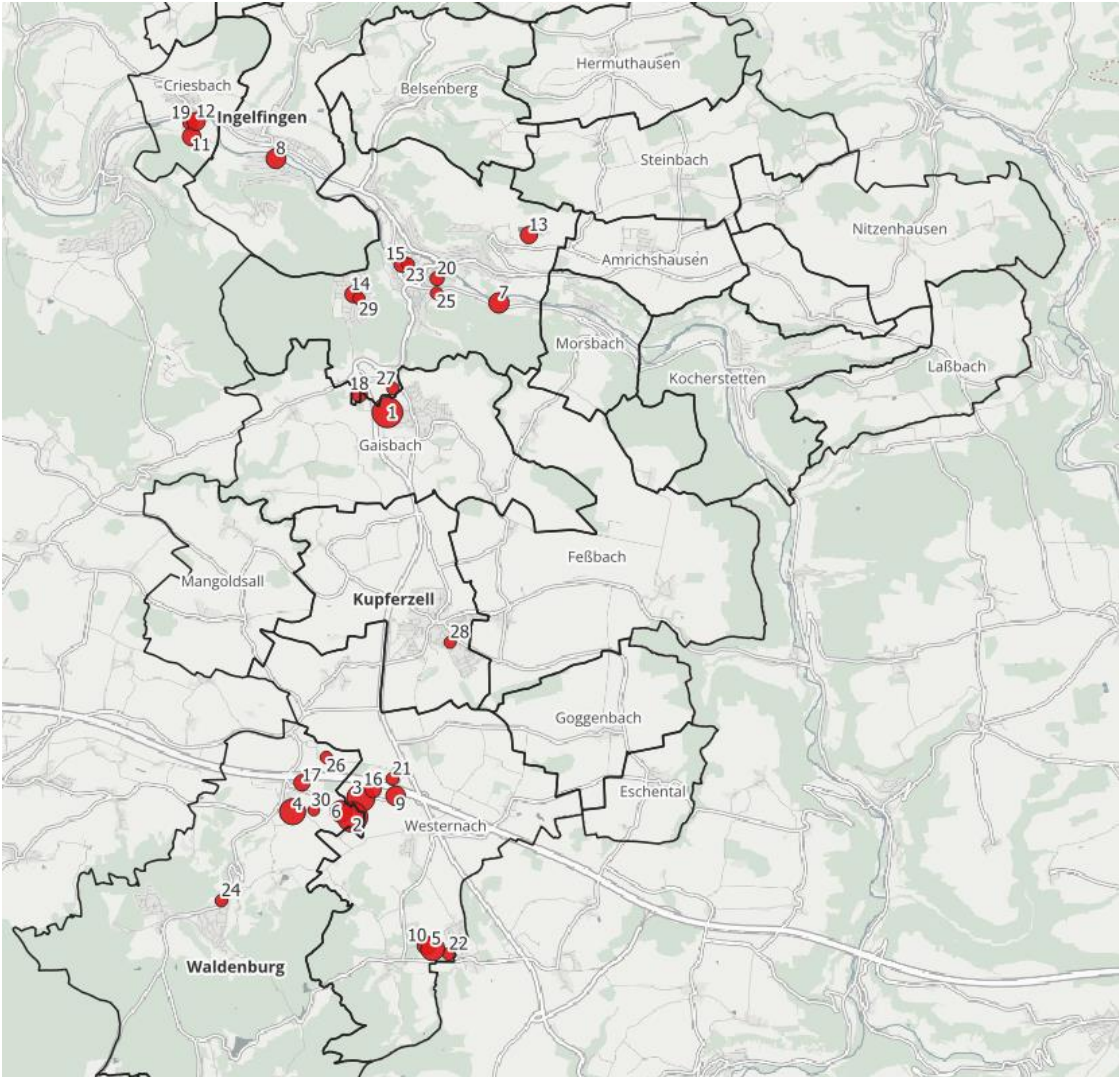 Hermuthausen
Criesbach
Belsenberg
19 12 Ingelfingen
11
8
Steinbach
13
Nitzenhausen
15
23
20
Amrichshausen
14
29
25
7
Morsbach
Laßbach
Kocherstetten
18
27
1
Gaisbach
Feßbach
Mangoldsall
Kupferzell
28
Goggenbach
26
17
21
3
16
Eschental
4
30
6
9
2
Westernach
24
10 5 22
Waldenburg